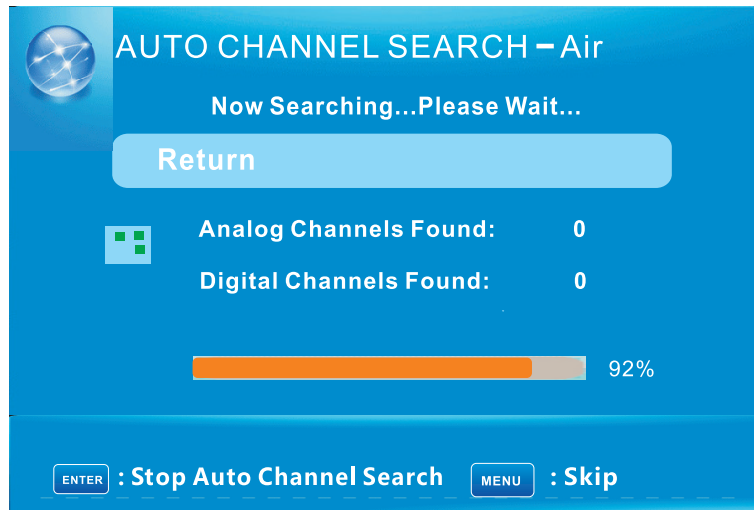 AUTO CHANNEL SEARCH – Air
Now Searching...Please Wait...
Return
Analog Channels Found: 0
Digital Channels Found: 0
92%
ENTER : Stop Auto Channel Search MENU : Skip